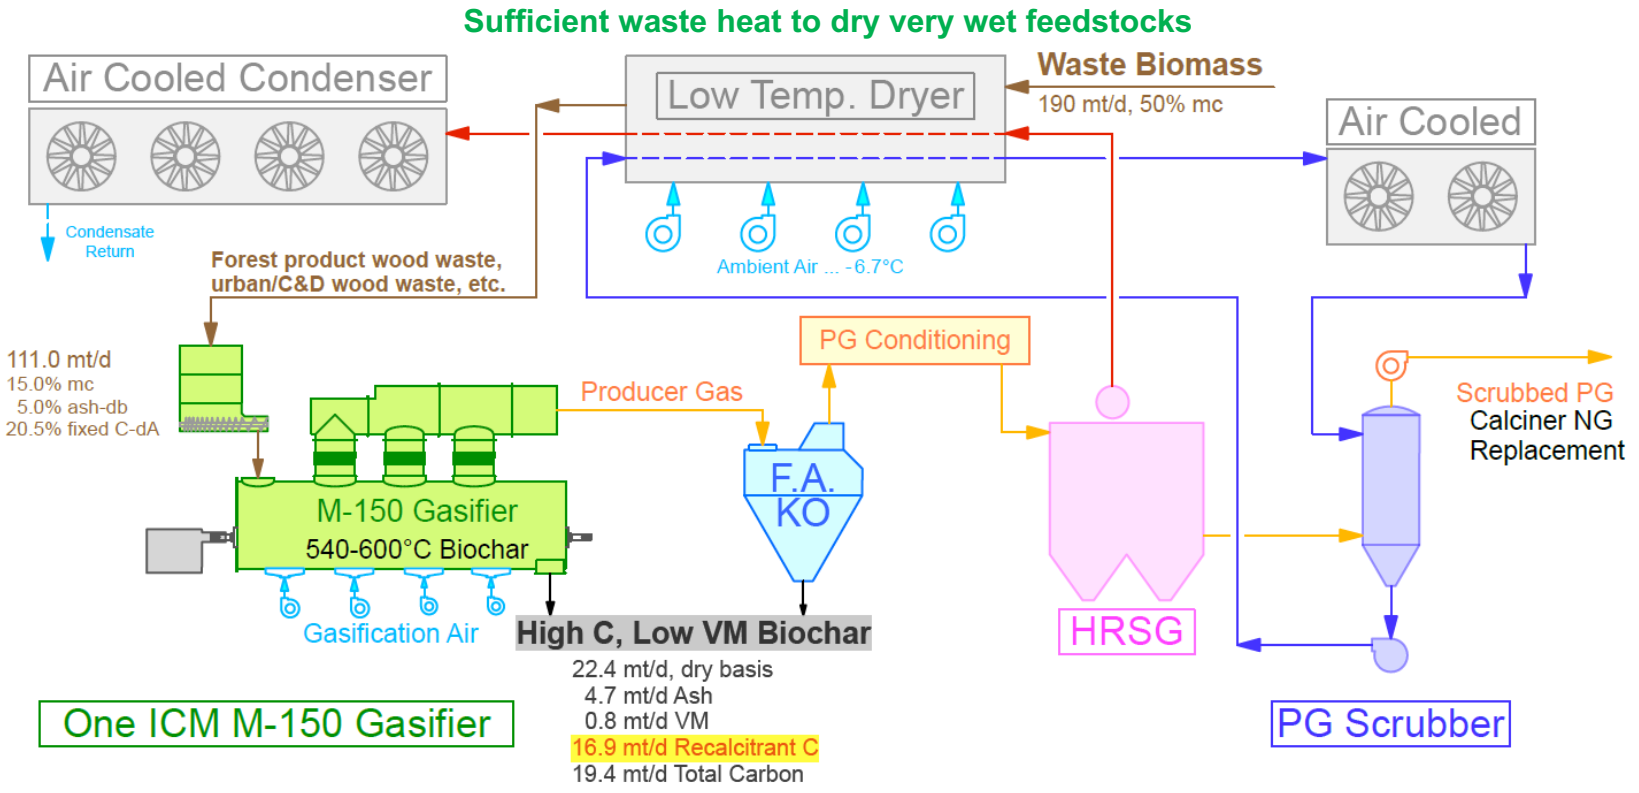 Sufficient waste heat to dry very wet feedstocks
Air Cooled Condenser
Low Temp. Dryer
Waste Biomass
190 mt/d, 50% mc
Air Cooled
Condensate
Return
Ambient Air ... -6.7°C
Forest product wood waste,
urban/C&D wood waste, etc.
111.0 mt/d
15.0% mc
5.0% ash-db
20.5% fixed C-dA
Producer Gas
PG Conditioning
Scrubbed PG
Calciner NG
Replacement
F.A.
KO
M-150 Gasifier
540-600°C Biochar
Gasification Air
High C, Low VM Biochar
22.4 mt/d, dry basis
4.7 mt/d Ash
0.8 mt/d VM
16.9 mt/d Recalcitrant C
19.4 mt/d Total Carbon
HRSG
One ICM M-150 Gasifier
PG Scrubber